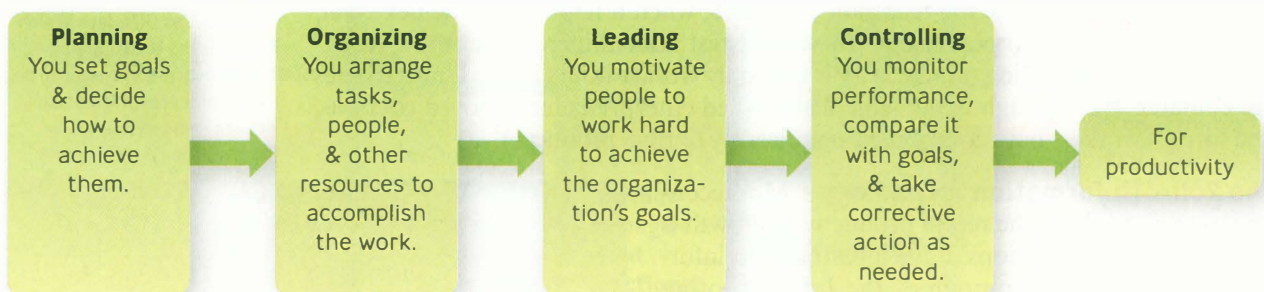 Planning
You set goals
& decide
how to
achieve
them.
Organizing
You arrange
tasks,
people,
& other
resources to
accomplish
the work.
Leading
You motivate
people to
work hard
to achieve
the organiza-
tion's goals.
Controlling
You monitor
performance,
compare it
with goals,
& take
corrective
action as
needed.
For
productivity